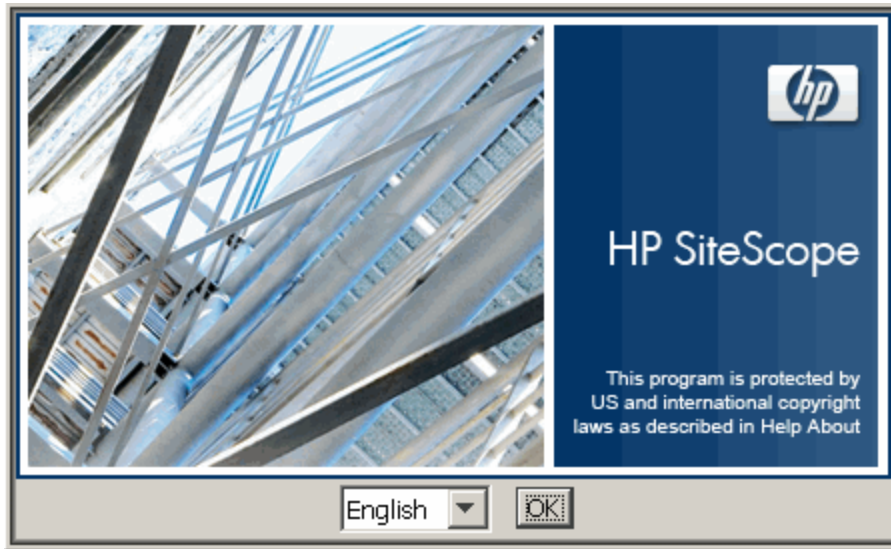 hp
HP SiteScope
This program is protected by
US and international copyright
laws as described in Help About
English
OK